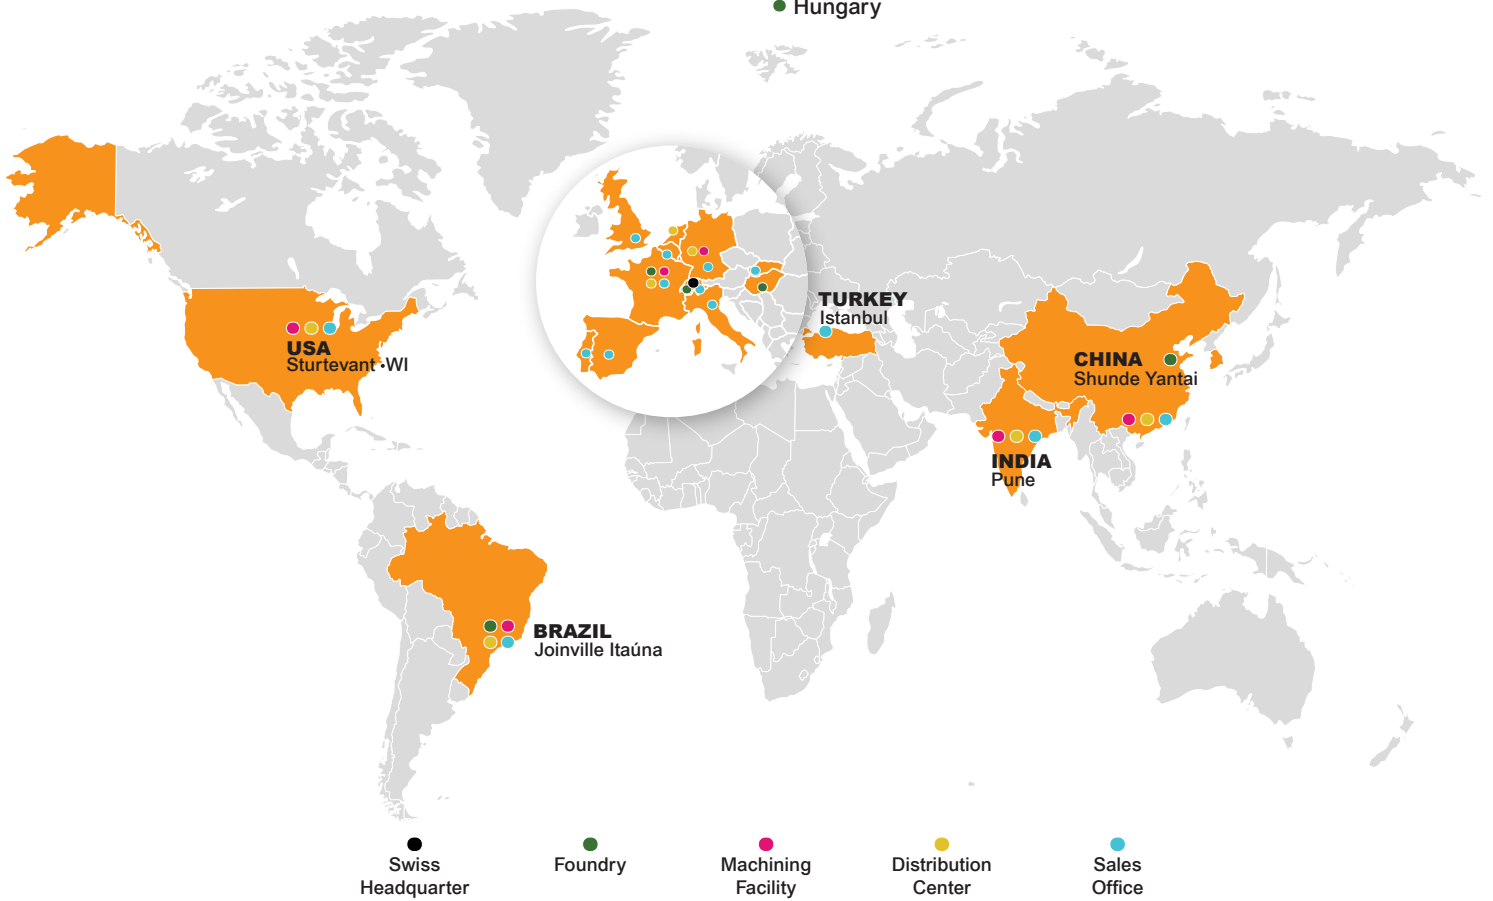 Hungary
TURKEY
Istanbul
USA
Sturtevant •WI
CHINA
Shunde Yantai
INDIA
Pune
BRAZIL
Joinville Itaúna
Swiss
Headquarter
Foundry
Machining
Facility
Distribution
Center
Sales
Office